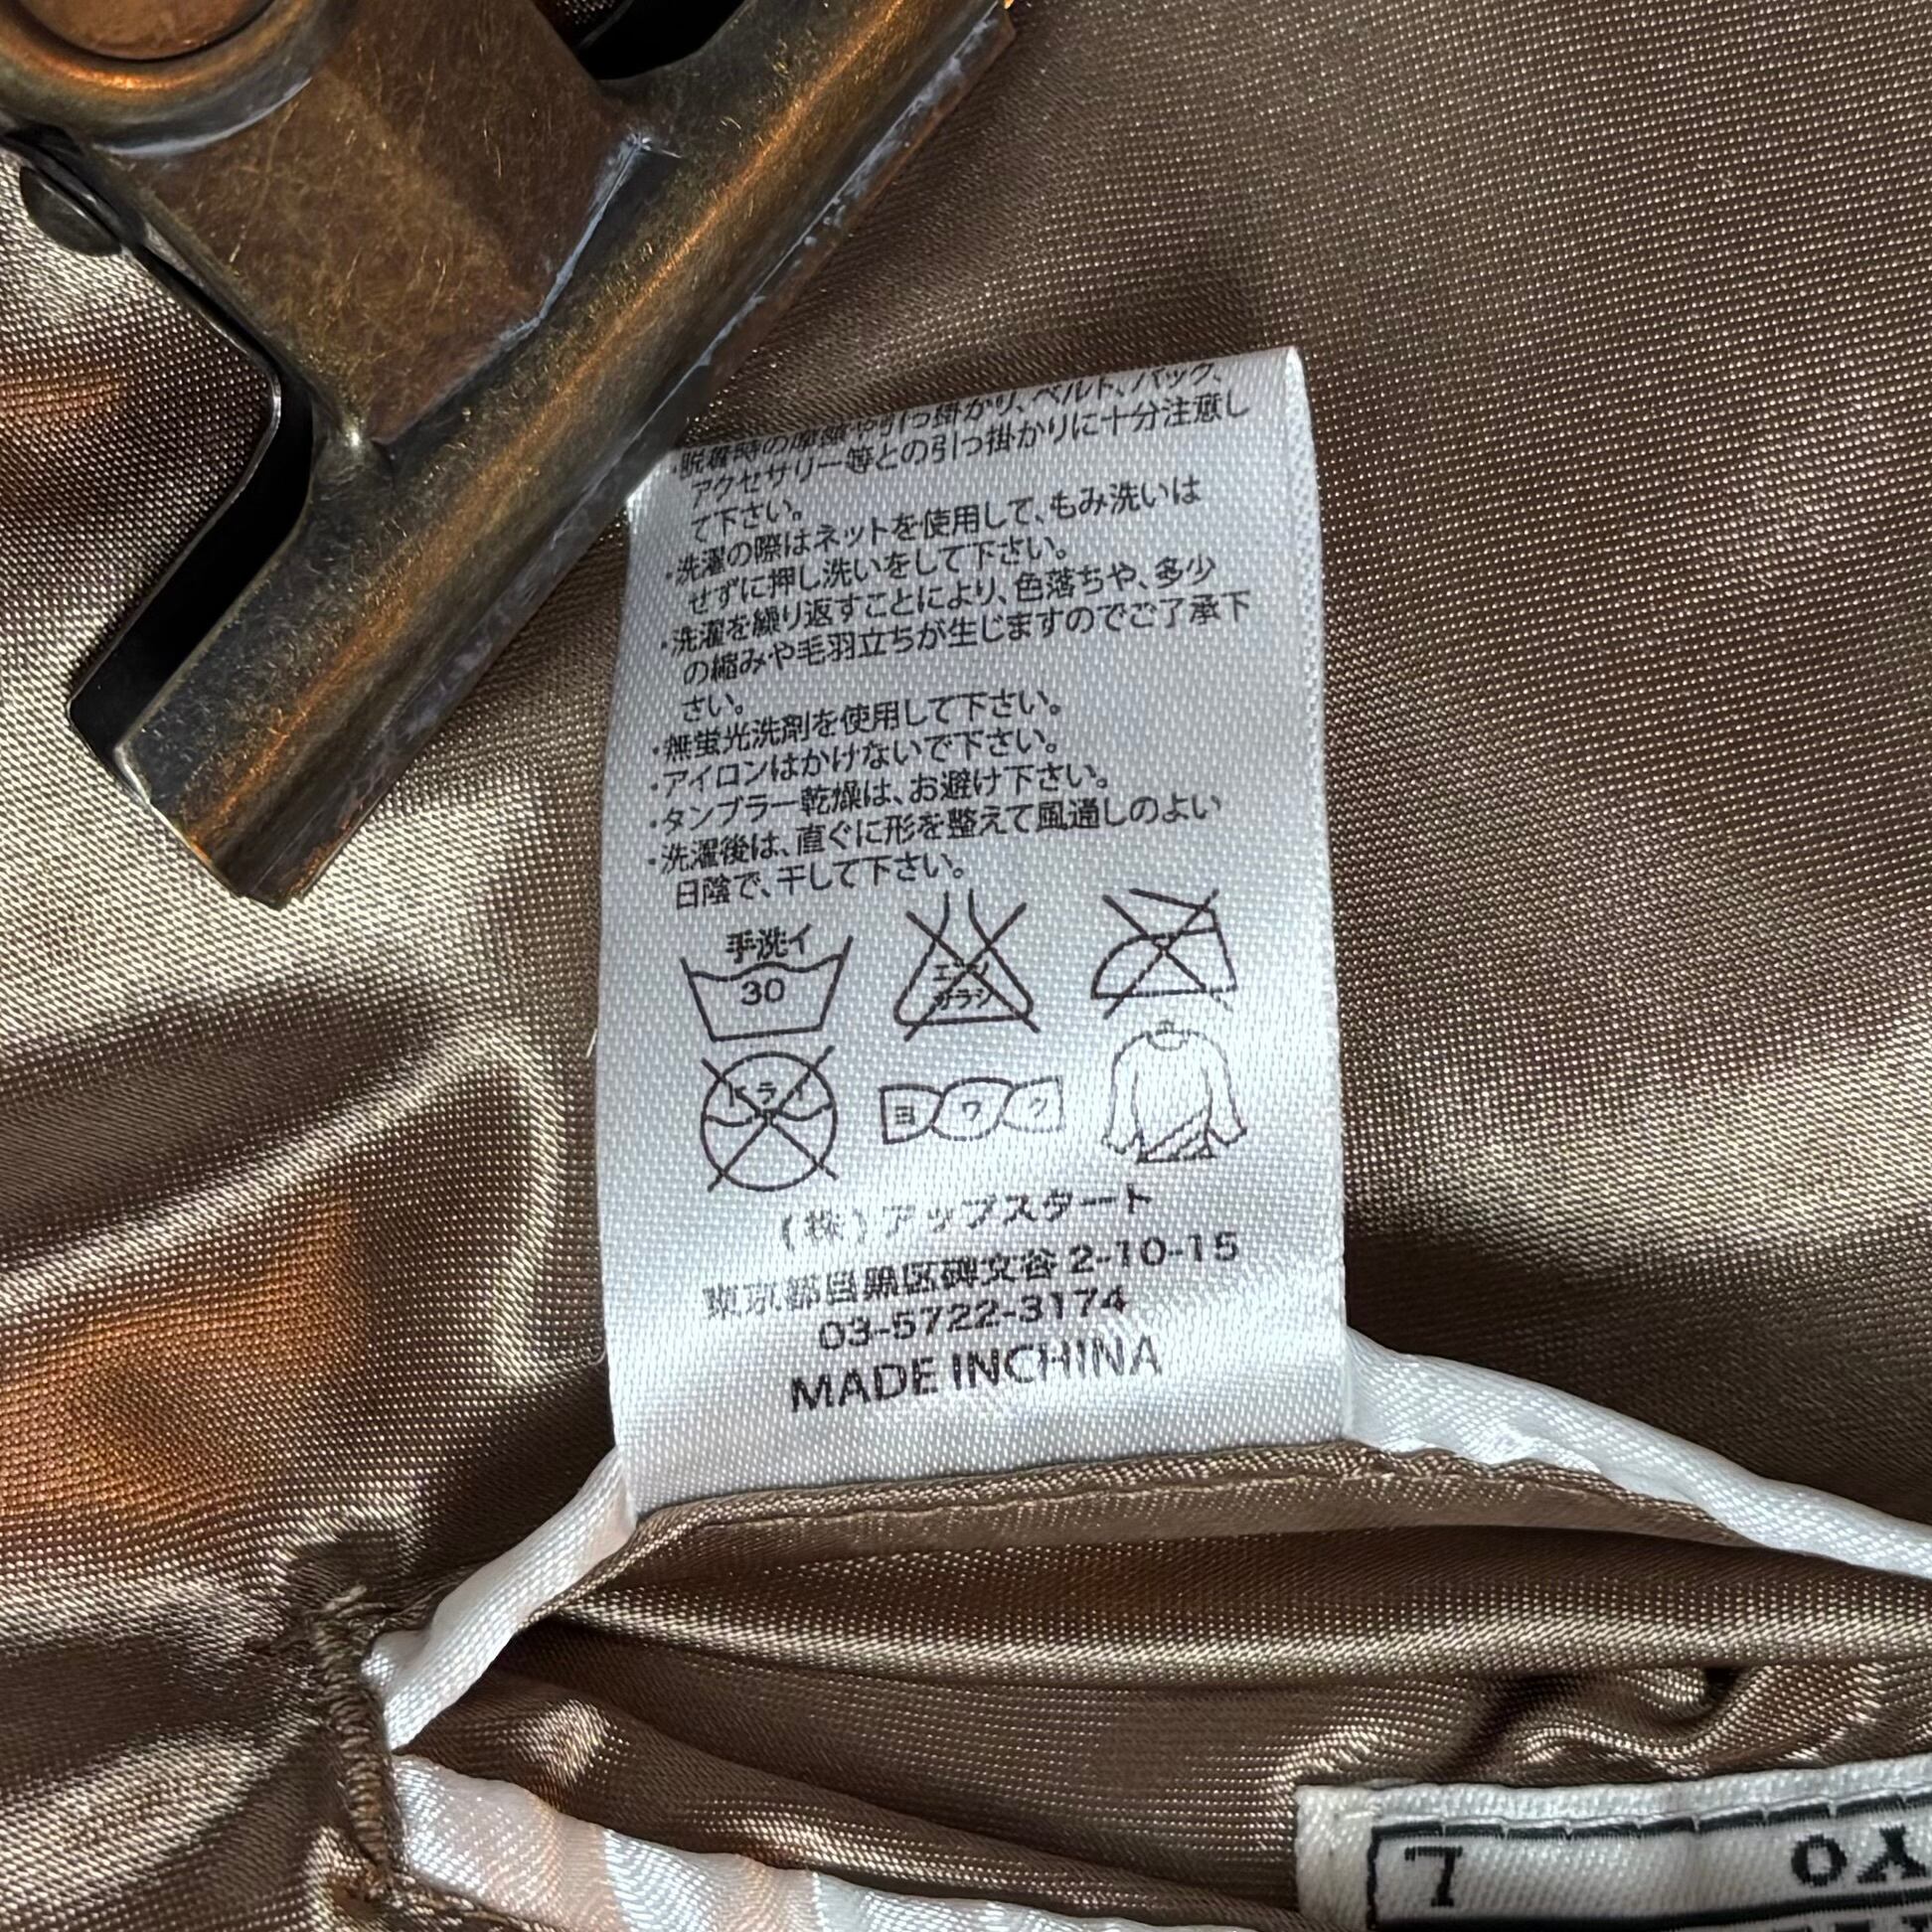 ・脱着時の摩擦や引っ掛かり、ベルト、バック、
アクセサリー等との引っ掛かりに十分注意し
て下さい。
・洗濯の際はネットを使用して、もみ洗いは
せずに押し洗いをして下さい。
・洗濯を繰り返すことにより、色落ちや、多少
の縮みや毛羽立ちが生じますのでご了承下
さい。
・無蛍光洗剤を使用して下さい。
・アイロンはかけないで下さい。
・タンブラー乾燥は、お避け下さい。
・洗濯後は、直ぐに形を整えて風通しのよい
日陰で、干して下さい。
手洗イ
30
エンソ
サラシ
ドライ
ヨワク
(株)アップスタート
東京都目黒区碑文谷2-10-15
03-5722-3174
MADE INCHINA
L